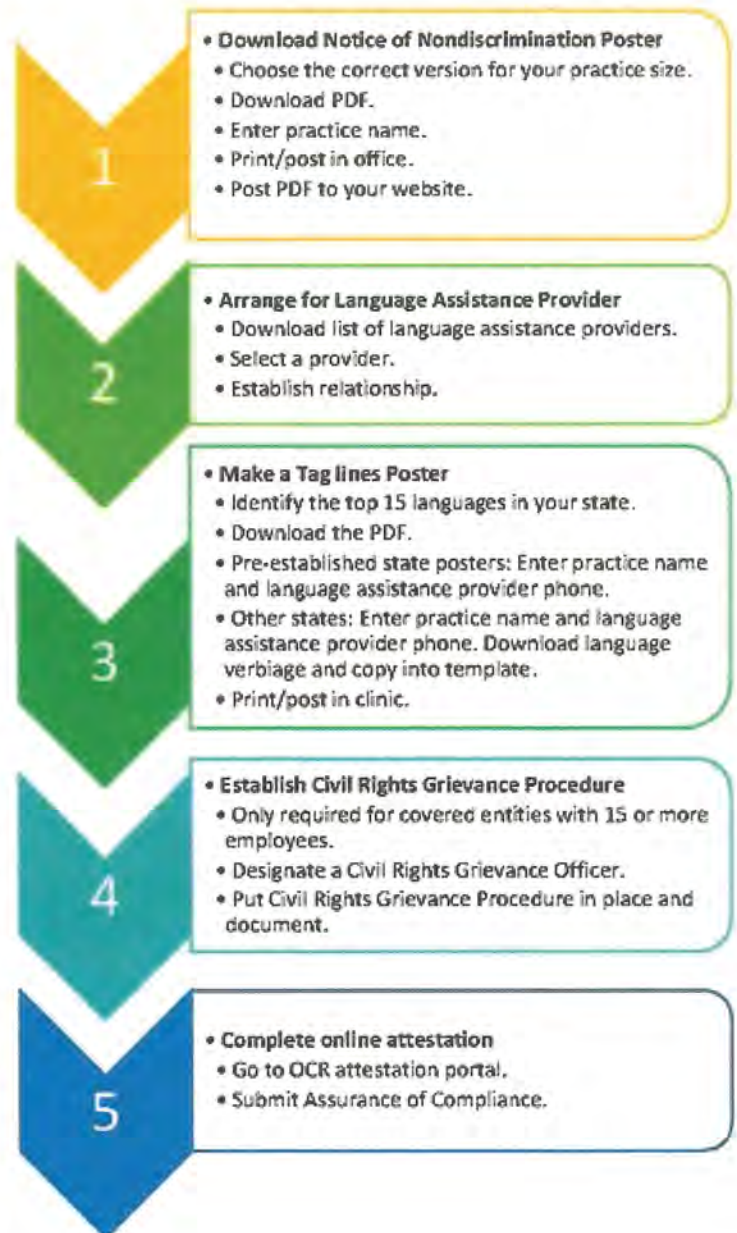 1
• Download Notice of Nondiscrimination Poster
• Choose the correct version for your practice size.
• Download PDF.
• Enter practice name.
• Print/post in office.
• Post PDF to your website.
2
• Arrange for Language Assistance Provider
• Download list of language assistance providers.
• Select a provider.
• Establish relationship.
3
• Make a Tag lines Poster
• Identify the top 15 languages in your state.
• Download the PDF.
• Pre-established state posters: Enter practice name
and language assistance provider phone.
• Other states: Enter practice name and language
assistance provider phone. Download language
verbiage and copy into template.
• Print/post in clinic.
4
• Establish Civil Rights Grievance Procedure
• Only required for covered entities with 15 or more
employees.
• Designate a Civil Rights Grievance Officer.
• Put Civil Rights Grievance Procedure in place and
document.
5
• Complete online attestation
• Go to OCR attestation portal.
• Submit Assurance of Compliance.